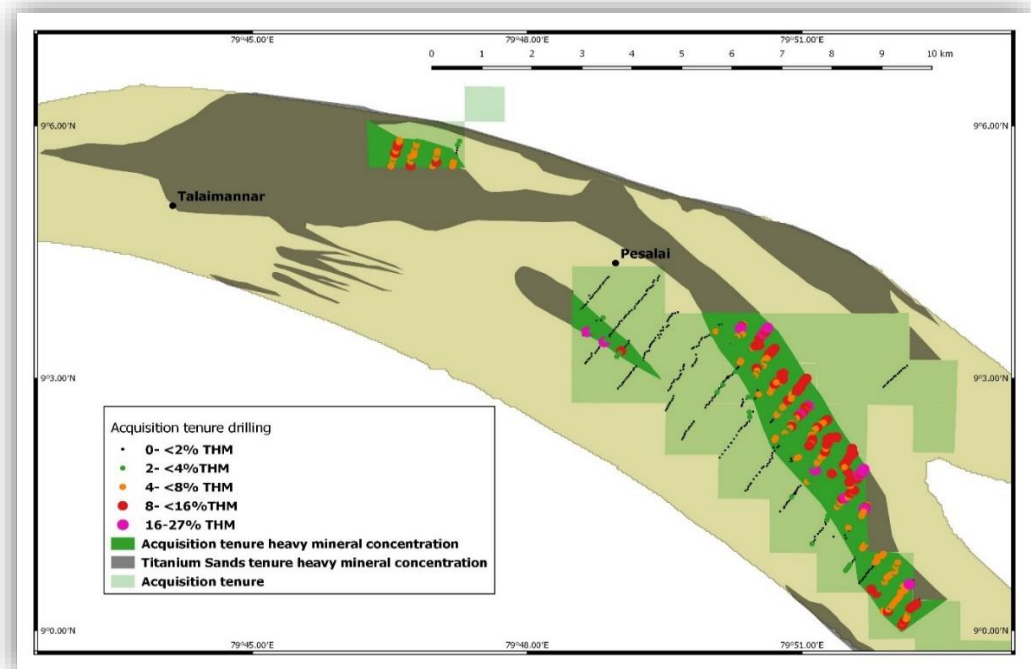 79°45.00'E 79°48.00'E 79°51.00'E
0 1 2 3 4 5 6 7 8 9 10 km
9°6.00'N 9°6.00'N
Talaimannar
Pesalai
9°3.00'N 9°3.00'N
Acquisition tenure drilling
0- <2% THM
2- <4%THM
4- <8% THM
8- <16%THM
16-27% THM
Acquisition tenure heavy mineral concentration
Titanium Sands tenure heavy mineral concentration
Acquisition tenure
9°0.00'N 9°0.00'N
79°45.00'E 79°48.00'E 79°51.00'E